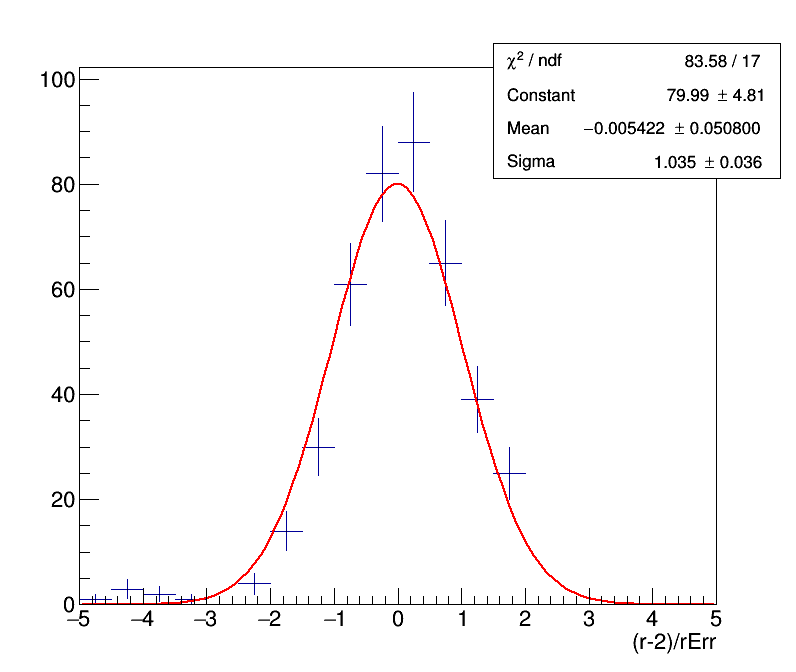 χ² / ndf 83.58 / 17
Constant 79.99 ± 4.81
Mean −0.005422 ± 0.050800
Sigma 1.035 ± 0.036
100
80
60
40
20
0
−5 −4 −3 −2 −1 0 1 2 3 4 5
(r-2)/rErr